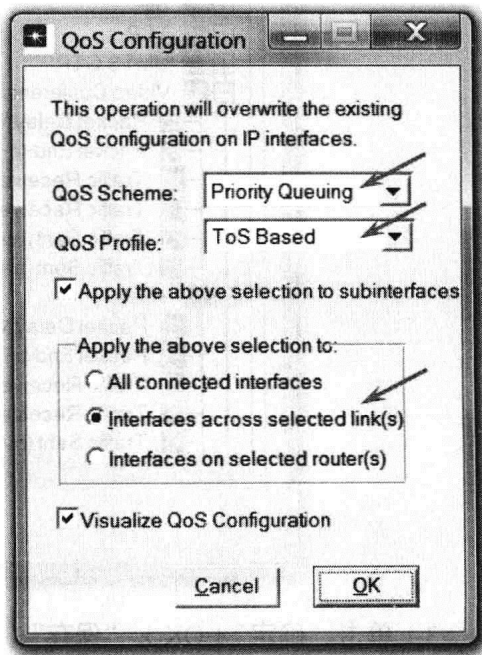 QoS Configuration
This operation will overwrite the existing
QoS configuration on IP interfaces.
QoS Scheme: Priority Queuing
QoS Profile: ToS Based
Apply the above selection to subinterfaces
Apply the above selection to:
All connected interfaces
Interfaces across selected link(s)
Interfaces on selected router(s)
Visualize QoS Configuration
Cancel OK